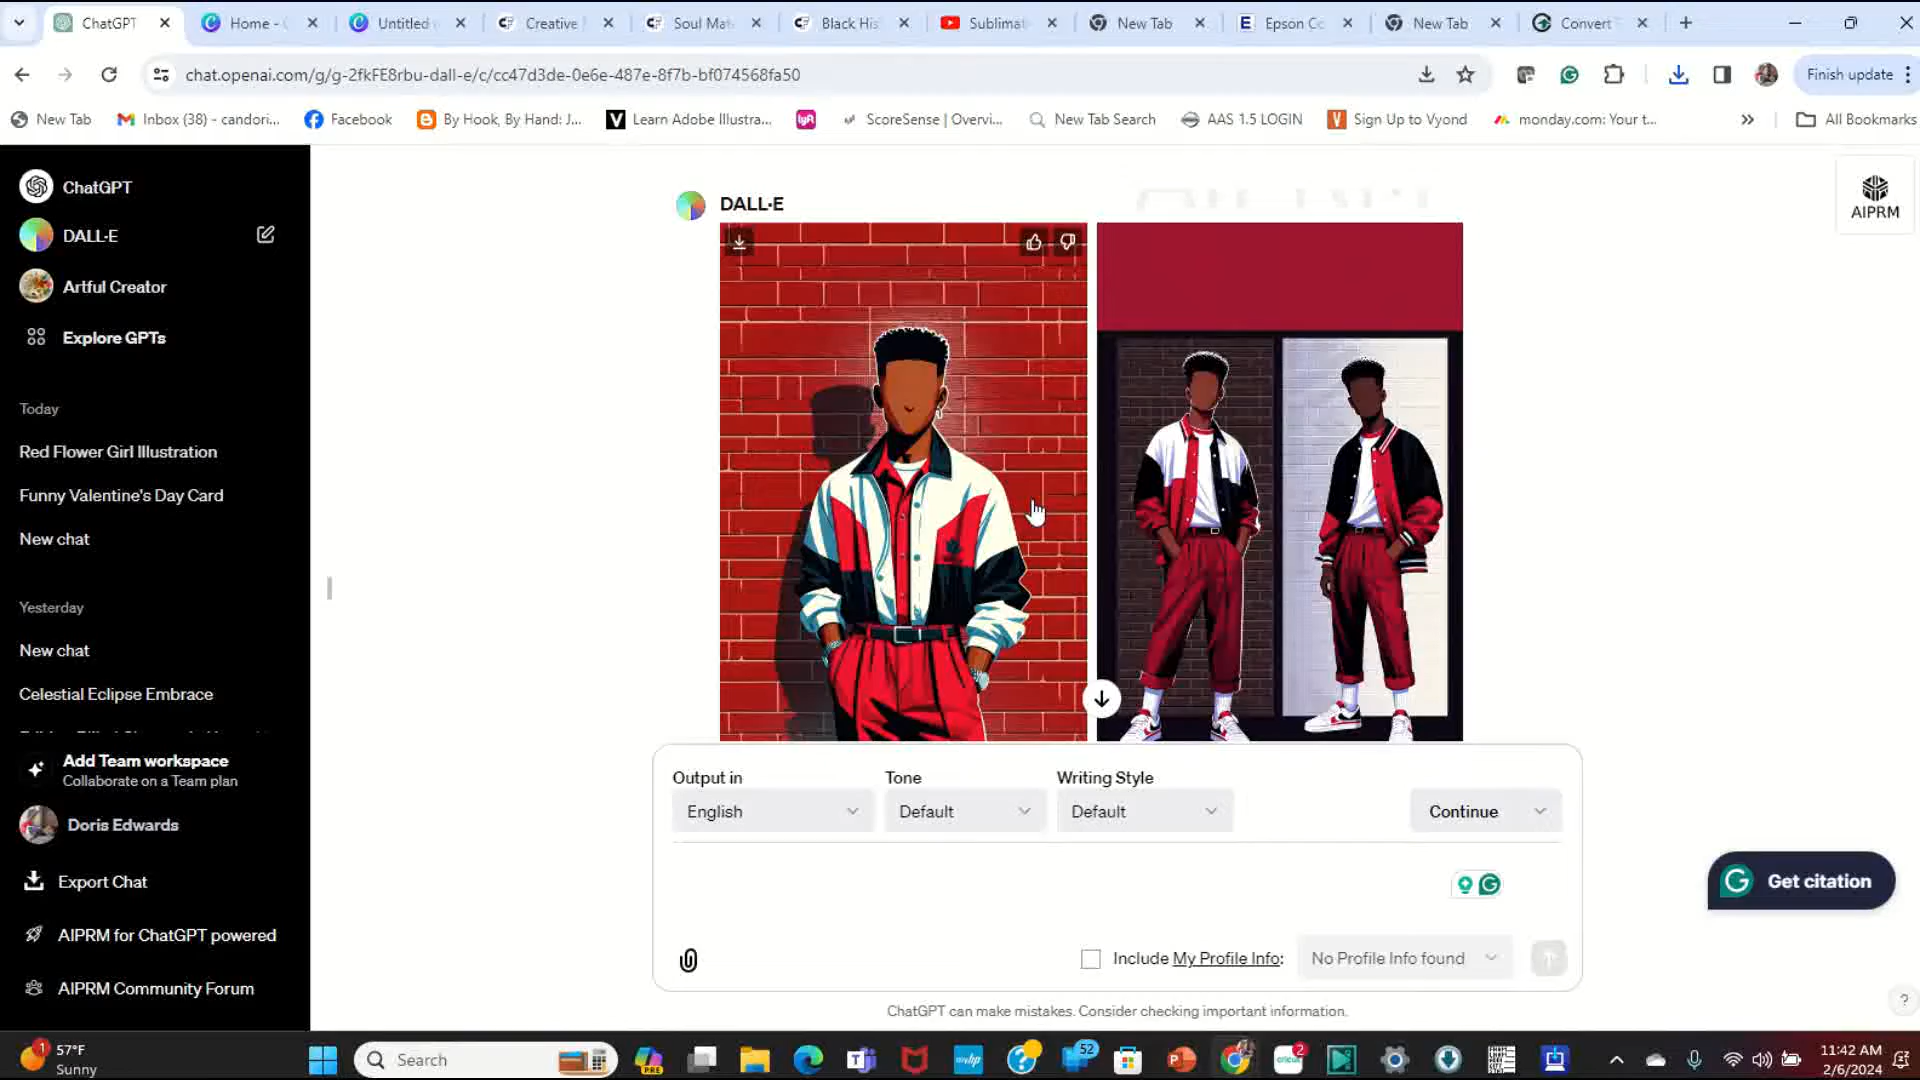 ChatGPT
Home - C
Untitled
Creative
Soul Mat
Black His
Sublimat
New Tab
Epson Co
New Tab
Convert
chat.openai.com/g/g-2fkFE8rbu-dall-e/c/cc47d3de-0e6e-487e-8f7b-bf074568fa50
Finish update
New Tab
Inbox (38) - candori...
Facebook
By Hook, By Hand: J...
Learn Adobe Illustra...
lyft
ScoreSense | Overvi...
New Tab Search
AAS 1.5 LOGIN
Sign Up to Vyond
monday.com: Your t...
All Bookmarks
ChatGPT
DALL·E
Artful Creator
Explore GPTs
Today
Red Flower Girl Illustration
Funny Valentine's Day Card
New chat
Yesterday
New chat
Celestial Eclipse Embrace
Add Team workspace
Collaborate on a Team plan
Doris Edwards
Export Chat
AIPRM for ChatGPT powered
AIPRM Community Forum
DALL·E
AIPRM
Output in
Tone
Writing Style
English
Default
Default
Continue
Include My Profile Info:
No Profile Info found
Get citation
ChatGPT can make mistakes. Consider checking important information.
?
1
57°F
Sunny
Search
PRE
52
2
11:42 AM
2/6/2024